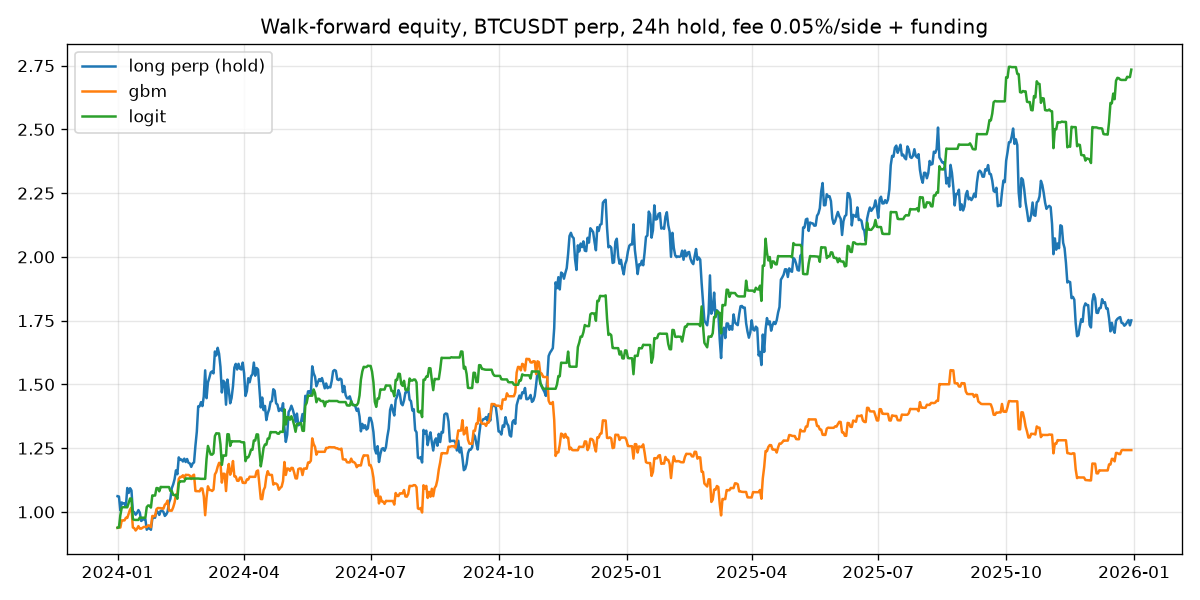 Walk-forward equity, BTCUSDT perp, 24h hold, fee 0.05%/side + funding
long perp (hold)
gbm
logit
2.75
2.50
2.25
2.00
1.75
1.50
1.25
1.00
2024-01 2024-04 2024-07 2024-10 2025-01 2025-04 2025-07 2025-10 2026-01